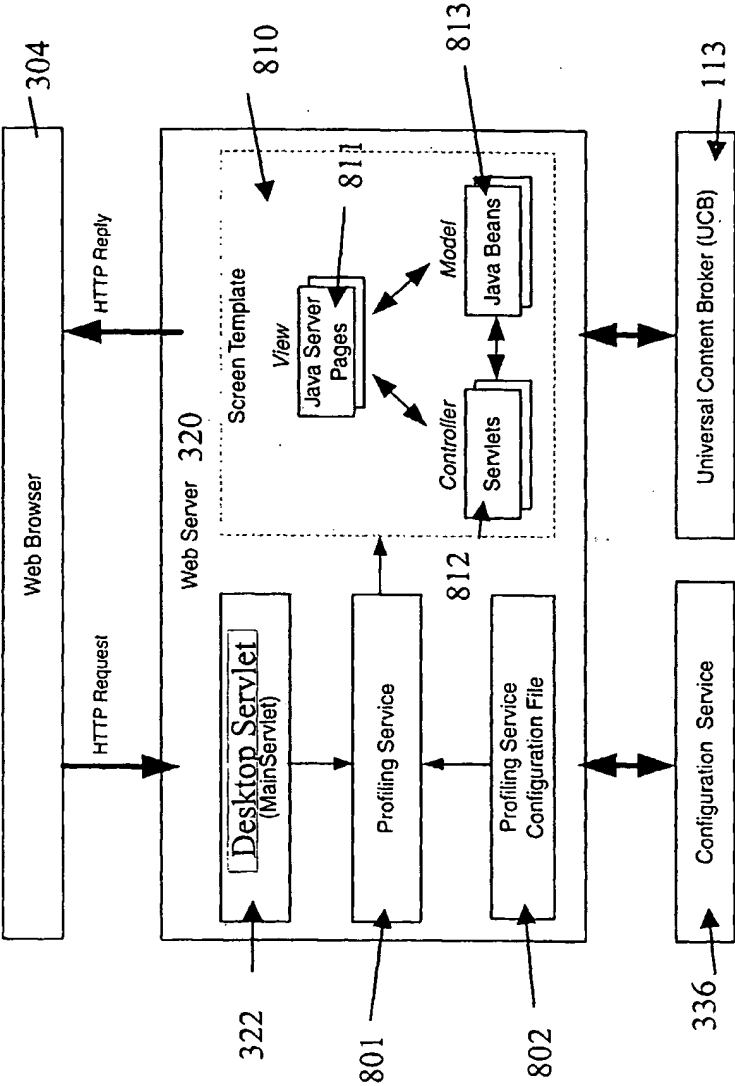 304
Web Browser
HTTP Request
HTTP Reply
810
Web Server 320
Screen Template
322
Desktop Servlet
(MainServlet)
View
Java Server
Pages
811
801
Profiling Service
Controller
Servlets
812
Model
Java Beans
813
802
Profiling Service
Configuration File
336
Configuration Service
Universal Content Broker (UCB)
113